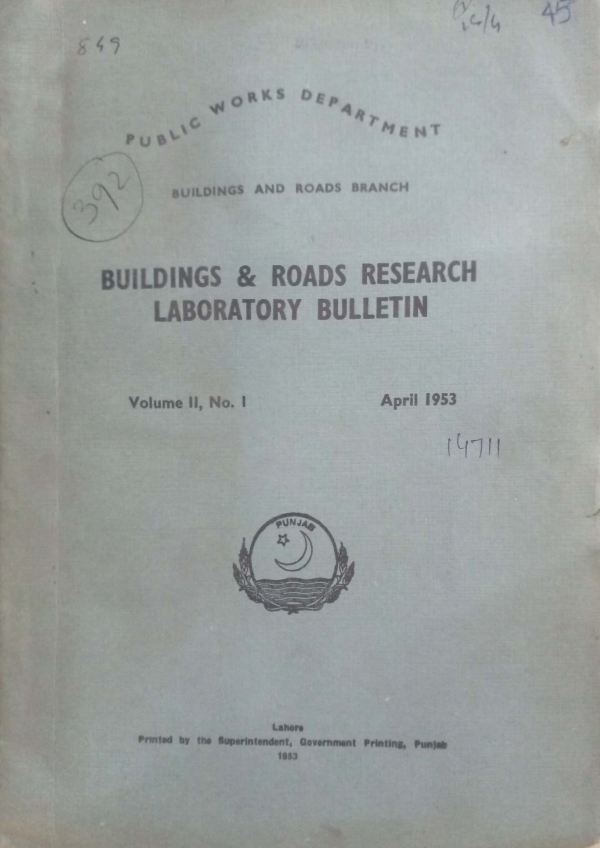 849
45
PUBLIC WORKS DEPARTMENT
392
BUILDINGS AND ROADS BRANCH
BUILDINGS & ROADS RESEARCH
LABORATORY BULLETIN
Volume II, No. 1
April 1953
14711
PUNJAB
Lahore
Printed by the Superintendent, Government Printing, Punjab
1953